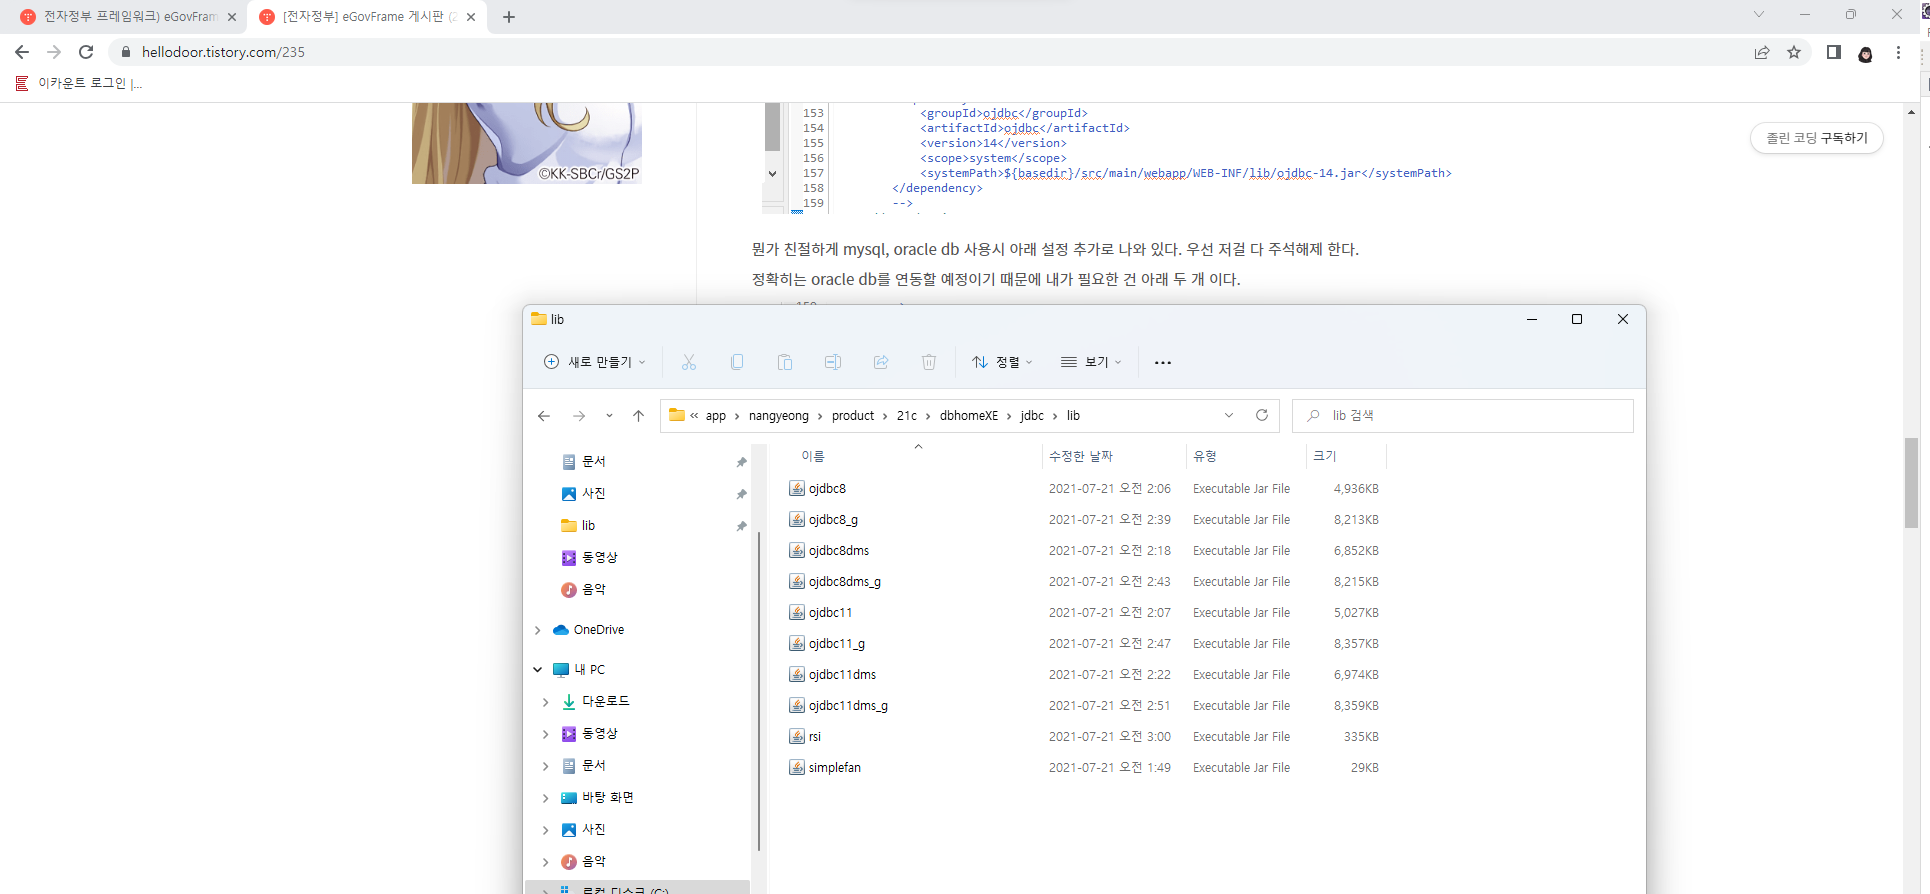 전자정부 프레임워크) eGovFram
[전자정부] eGovFrame 게시판 (2
hellodoor.tistory.com/235
이카운트 로그인 |...
©KK-SBCr/GS2P
153 <groupId>ojdbc</groupId>
154 <artifactId>ojdbc</artifactId>
155 <version>14</version>
156 <scope>system</scope>
157 <systemPath>${basedir}/src/main/webapp/WEB-INF/lib/ojdbc-14.jar</systemPath>
158 </dependency>
159 -->
졸린 코딩 구독하기
뭔가 친절하게 mysql, oracle db 사용시 아래 설정 추가로 나와 있다. 우선 저걸 다 주석해제 한다.
정확히는 oracle db를 연동할 예정이기 때문에 내가 필요한 건 아래 두 개 이다.
lib
새로 만들기
정렬
보기
« app > nangyeong > product > 21c > dbhomeXE > jdbc > lib
lib 검색
문서
사진
lib
동영상
음악
OneDrive
내 PC
다운로드
동영상
문서
바탕 화면
사진
음악
로컬 디스크 (C:)
이름 수정한 날짜 유형 크기
ojdbc8 2021-07-21 오전 2:06 Executable Jar File 4,936KB
ojdbc8_g 2021-07-21 오전 2:39 Executable Jar File 8,213KB
ojdbc8dms 2021-07-21 오전 2:18 Executable Jar File 6,852KB
ojdbc8dms_g 2021-07-21 오전 2:43 Executable Jar File 8,215KB
ojdbc11 2021-07-21 오전 2:07 Executable Jar File 5,027KB
ojdbc11_g 2021-07-21 오전 2:47 Executable Jar File 8,357KB
ojdbc11dms 2021-07-21 오전 2:22 Executable Jar File 6,974KB
ojdbc11dms_g 2021-07-21 오전 2:51 Executable Jar File 8,359KB
rsi 2021-07-21 오전 3:00 Executable Jar File 335KB
simplefan 2021-07-21 오전 1:49 Executable Jar File 29KB